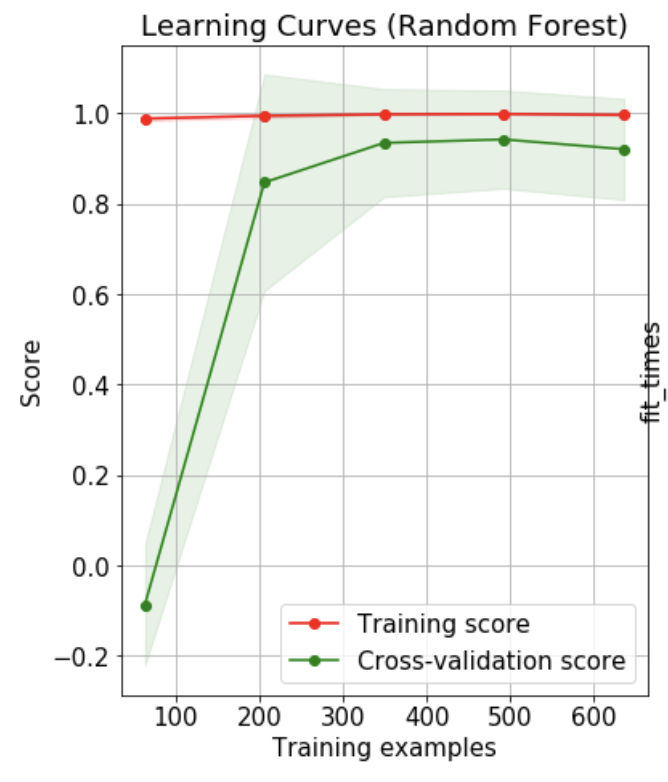 Learning Curves (Random Forest)
1.0
0.8
0.6
0.4
0.2
0.0
−0.2
Score
fit_times
Training score
Cross-validation score
100 200 300 400 500 600
Training examples